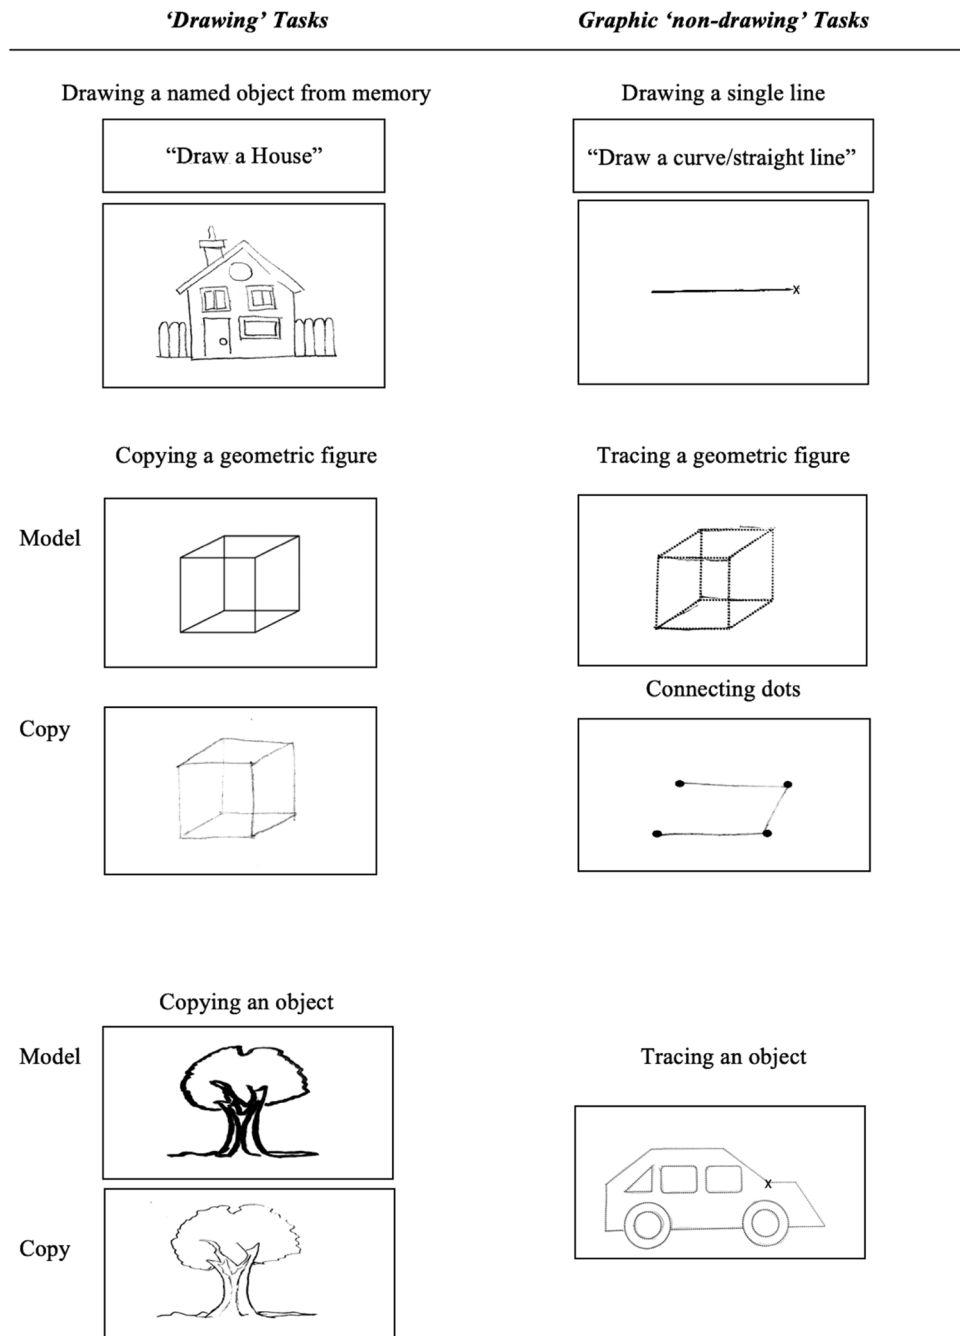 ‘Drawing’ Tasks
Graphic ‘non-drawing’ Tasks
Drawing a named object from memory
Drawing a single line
“Draw a House”
“Draw a curve/straight line”
x
Copying a geometric figure
Tracing a geometric figure
Model
Connecting dots
Copy
Copying an object
Model
Tracing an object
x
Copy